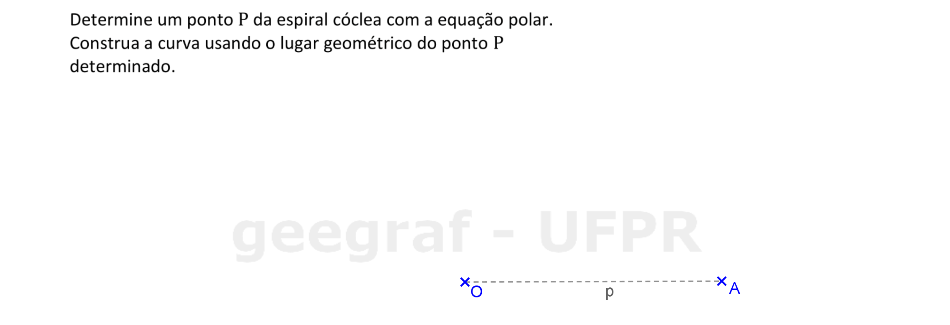 Determine um ponto P da espiral cóclea com a equação polar.
Construa a curva usando o lugar geométrico do ponto P
determinado.
geegraf - UFPR
O
p
A